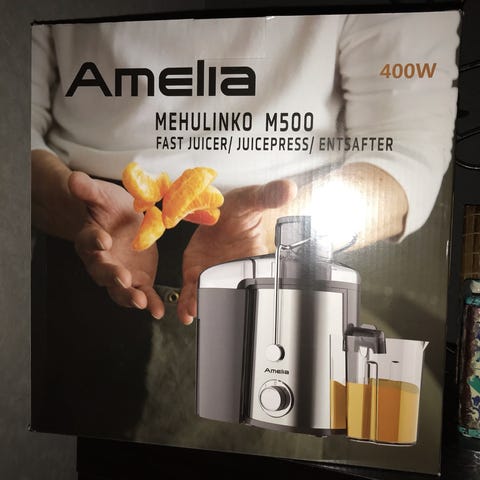 Amelia
400W
MEHULINKO M500
FAST JUICER/ JUICEPRESS/ ENTSAFTER
Amelia